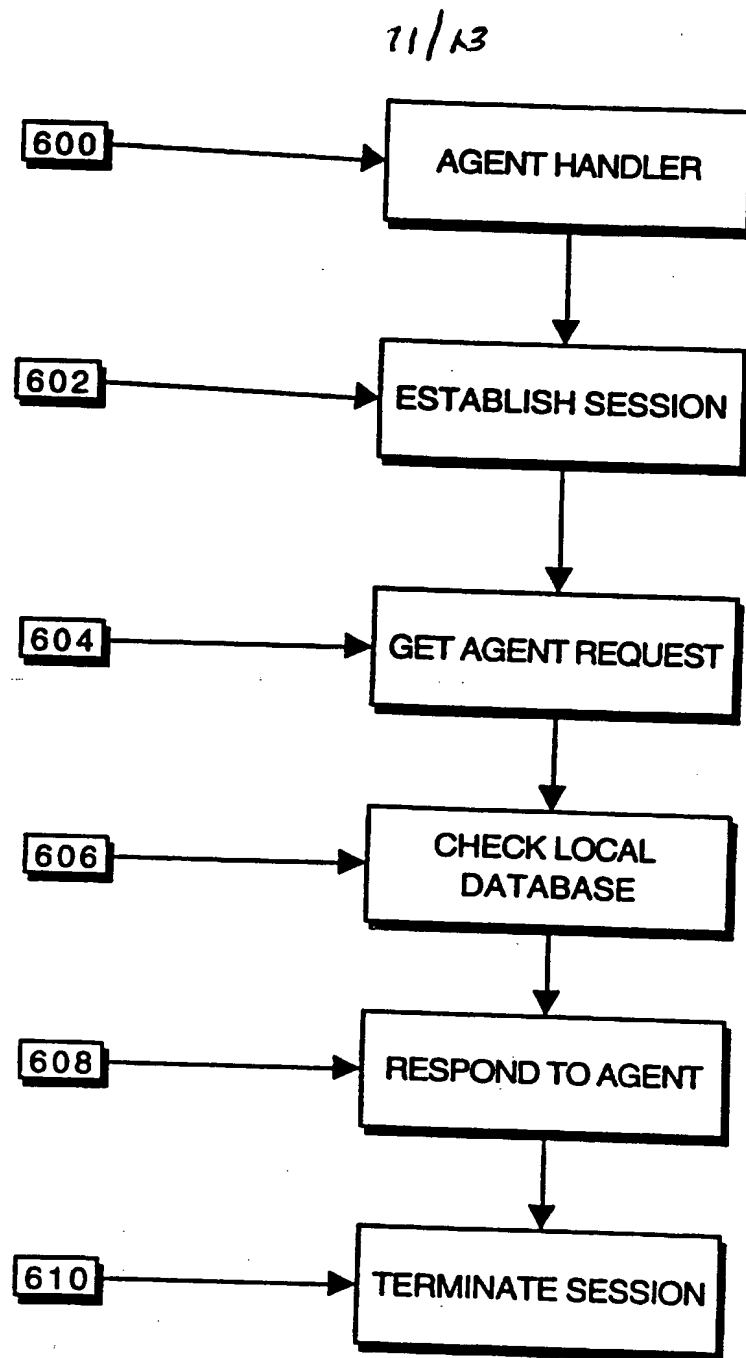 11/13
600
AGENT HANDLER
602
ESTABLISH SESSION
604
GET AGENT REQUEST
606
CHECK LOCAL
DATABASE
608
RESPOND TO AGENT
610
TERMINATE SESSION